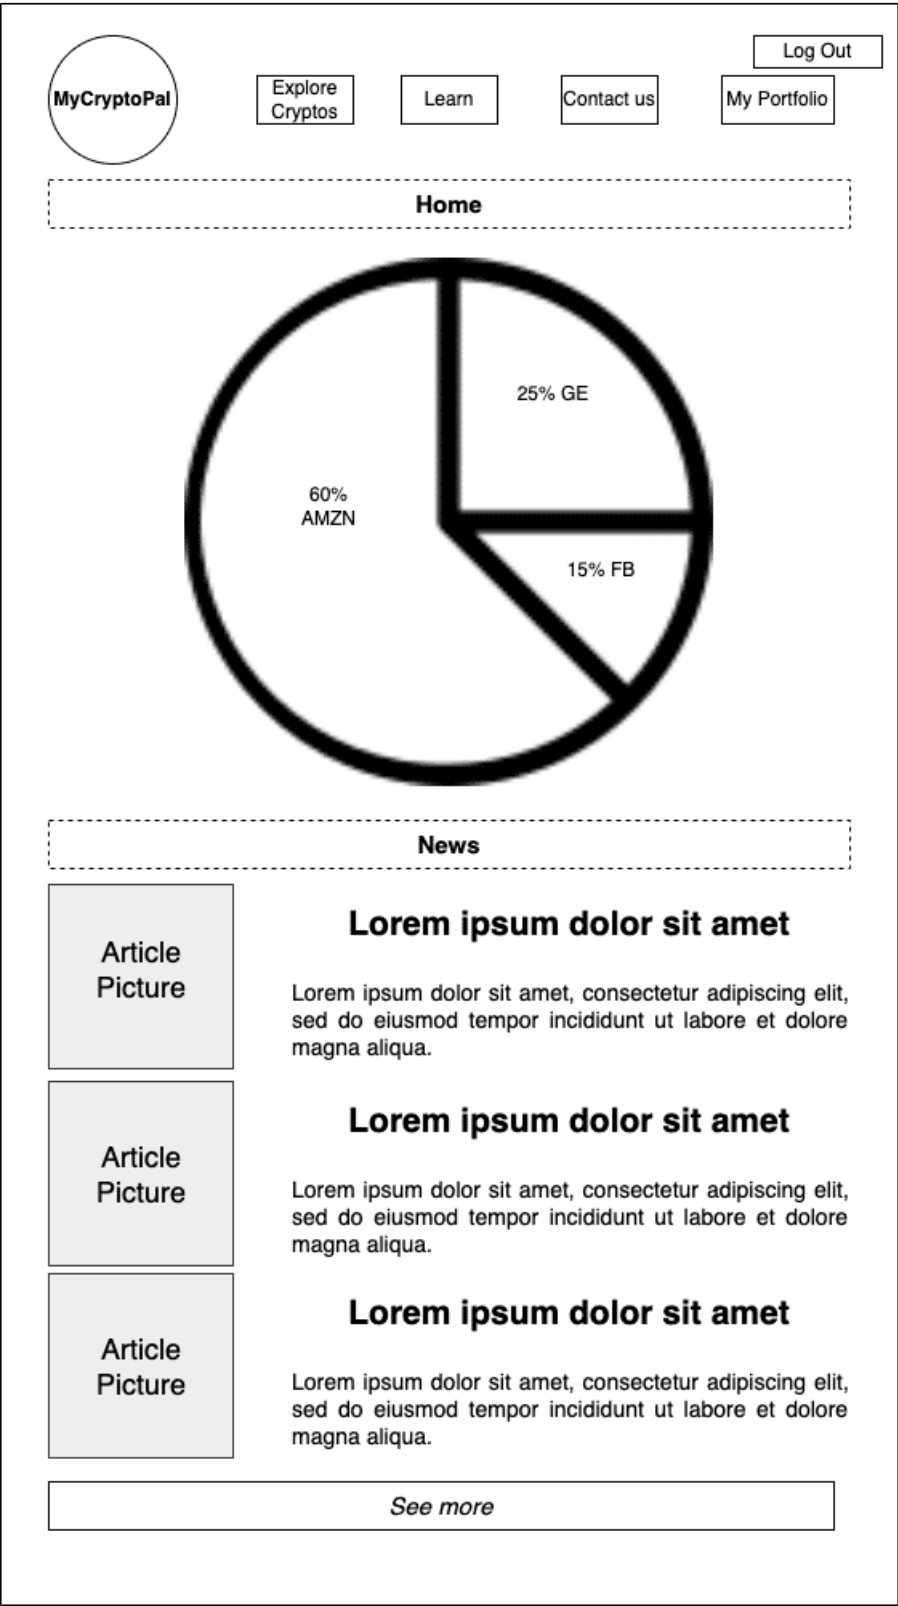 Log Out
MyCryptoPal
Explore
Cryptos
Learn
Contact us
My Portfolio
Home
25% GE
60%
AMZN
15% FB
News
Article
Picture
Lorem ipsum dolor sit amet
Lorem ipsum dolor sit amet, consectetur adipiscing elit,
sed do eiusmod tempor incididunt ut labore et dolore
magna aliqua.
Article
Picture
Lorem ipsum dolor sit amet
Lorem ipsum dolor sit amet, consectetur adipiscing elit,
sed do eiusmod tempor incididunt ut labore et dolore
magna aliqua.
Article
Picture
Lorem ipsum dolor sit amet
Lorem ipsum dolor sit amet, consectetur adipiscing elit,
sed do eiusmod tempor incididunt ut labore et dolore
magna aliqua.
See more